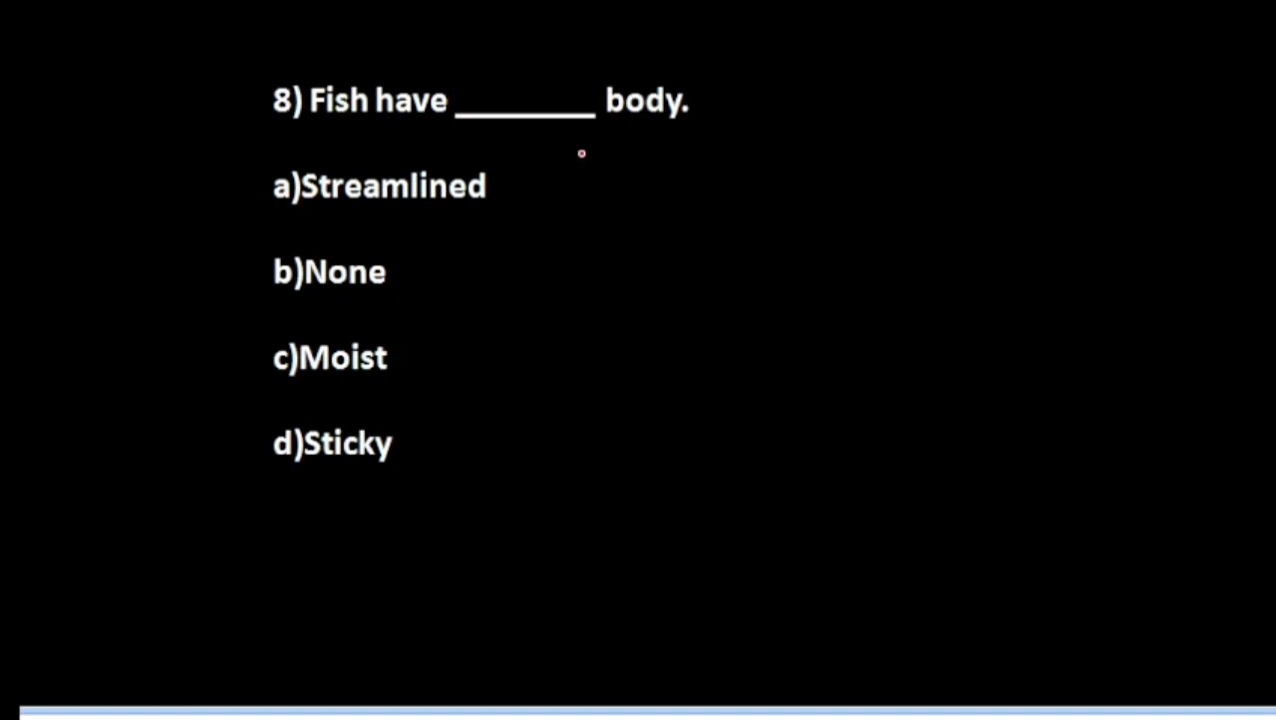 8) Fish have ________ body.
a)Streamlined
b)None
c)Moist
d)Sticky